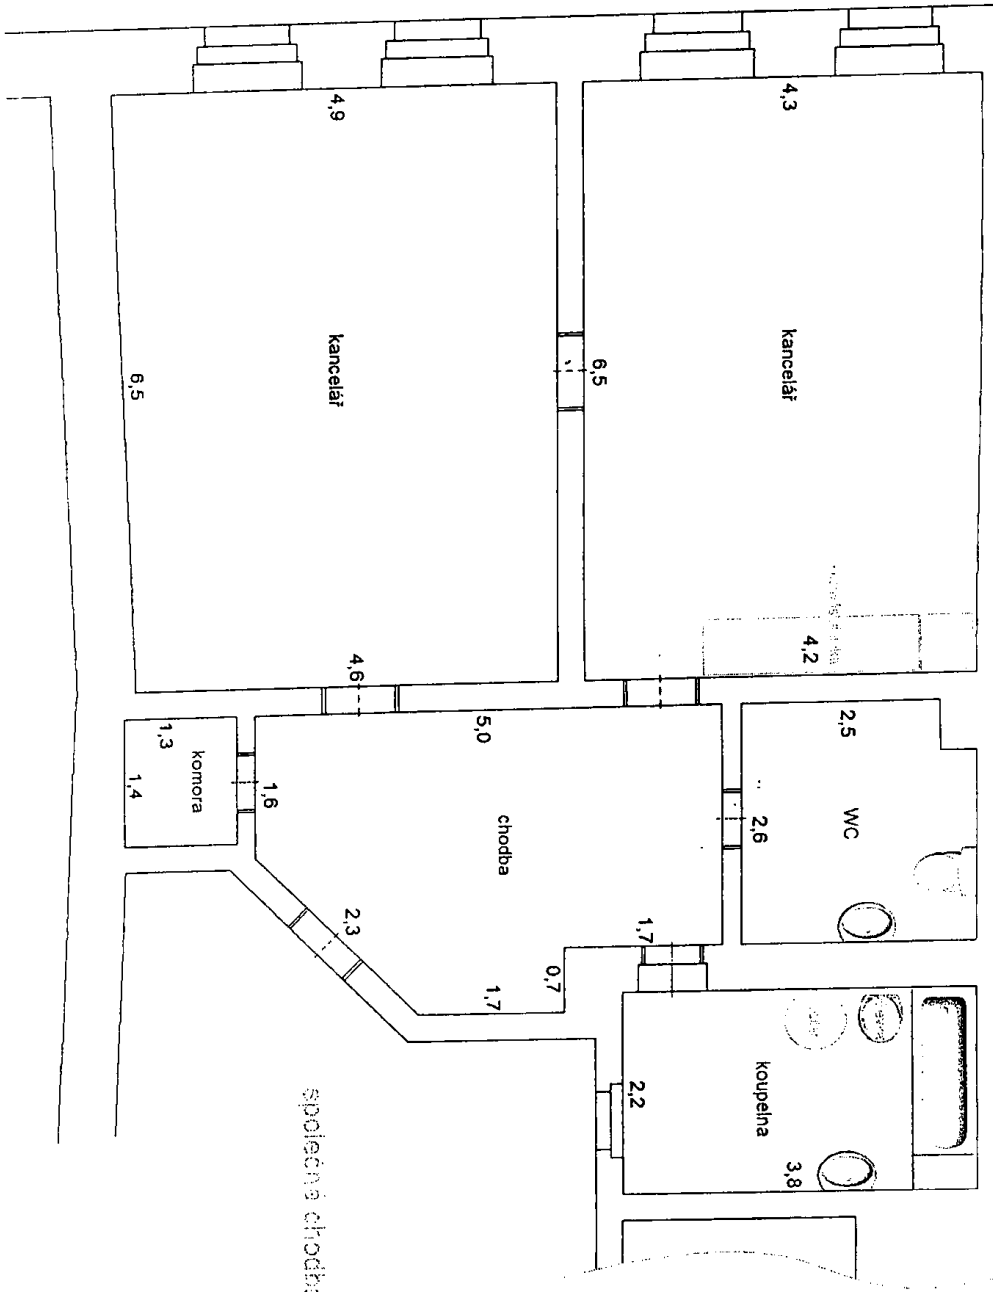 4,9
4,3
kancelář
kancelář
6,5
6,5
4,2
4,6
5,0
2,5
1,3
komora
1,4
1,6
chodba
2,6
WC
2,3
1,7
0,7
1,7
koupelna
2,2
3,8
společná chodba